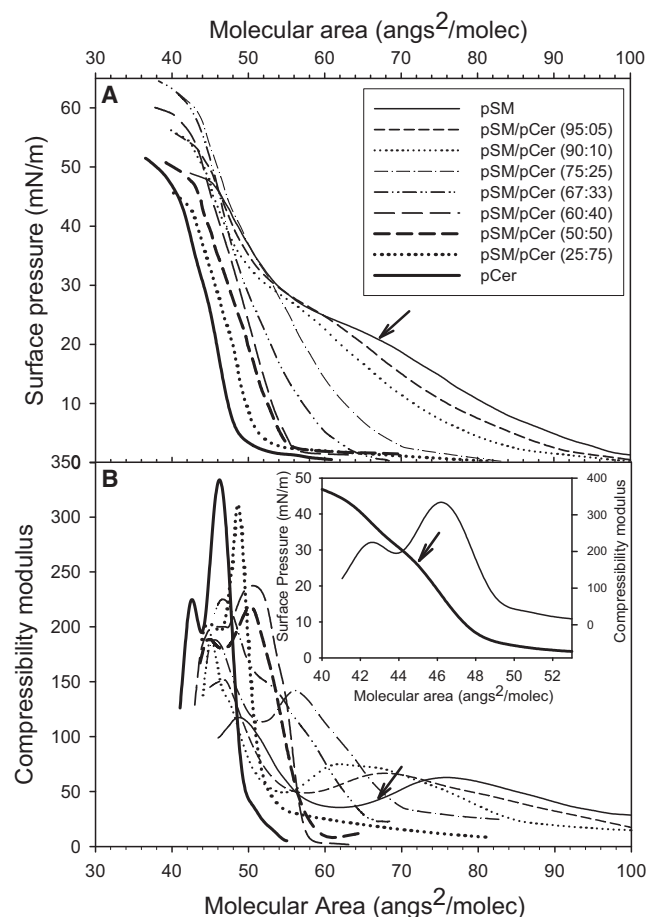 Molecular area (angs2/molec)
30 40 50 60 70 80 90 100
A
Surface pressure (mN/m)
60
50
40
30
20
10
0
pSM
pSM/pCer (95:05)
pSM/pCer (90:10)
pSM/pCer (75:25)
pSM/pCer (67:33)
pSM/pCer (60:40)
pSM/pCer (50:50)
pSM/pCer (25:75)
pCer
B
Compressibility modulus
350
300
250
200
150
100
50
0
Surface Pressure (mN/m)
50
40
30
20
10
0
Compressibility modulus
400
300
200
100
0
40 42 44 46 48 50 52
Molecular area (angs2/molec)
30 40 50 60 70 80 90 100
Molecular Area (angs2/molec)